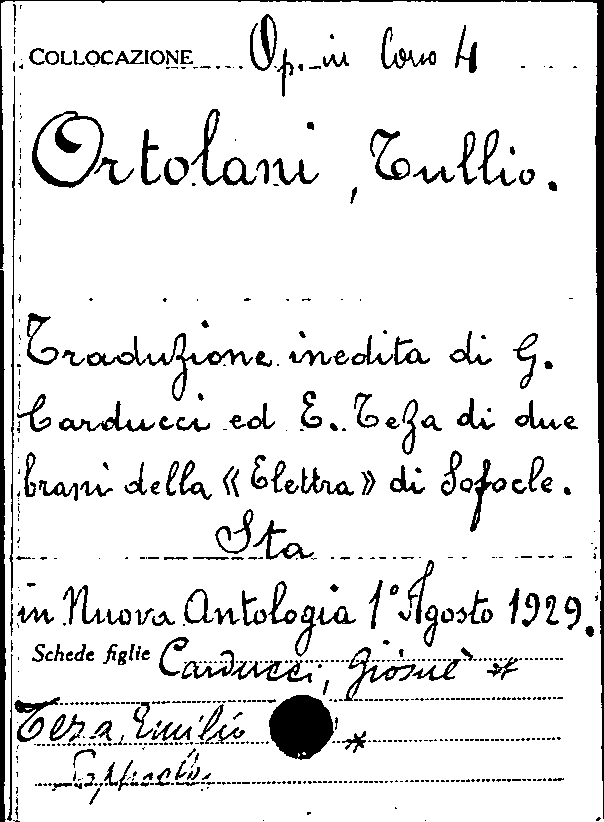 COLLOCAZIONE Op. in Corso 4
Ortolani, Tullio.
Traduzione inedita di G.
Carducci ed E. Teza di due
brani della « Elettra » di Sofocle.
Sta
in Nuova Antologia 1° Agosto 1929.
Schede figlie Carducci, Giosuè *
Teza, Emilio *